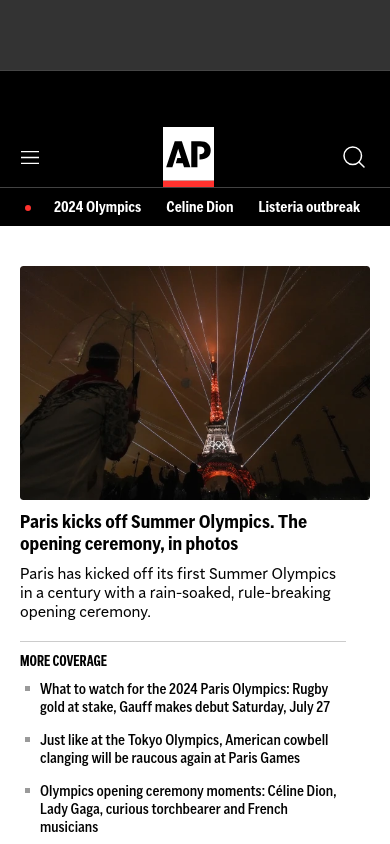 AP
2024 Olympics Celine Dion Listeria outbreak
Paris kicks off Summer Olympics. The
opening ceremony, in photos
Paris has kicked off its first Summer Olympics
in a century with a rain-soaked, rule-breaking
opening ceremony.
MORE COVERAGE
What to watch for the 2024 Paris Olympics: Rugby
gold at stake, Gauff makes debut Saturday, July 27
Just like at the Tokyo Olympics, American cowbell
clanging will be raucous again at Paris Games
Olympics opening ceremony moments: Céline Dion,
Lady Gaga, curious torchbearer and French
musicians